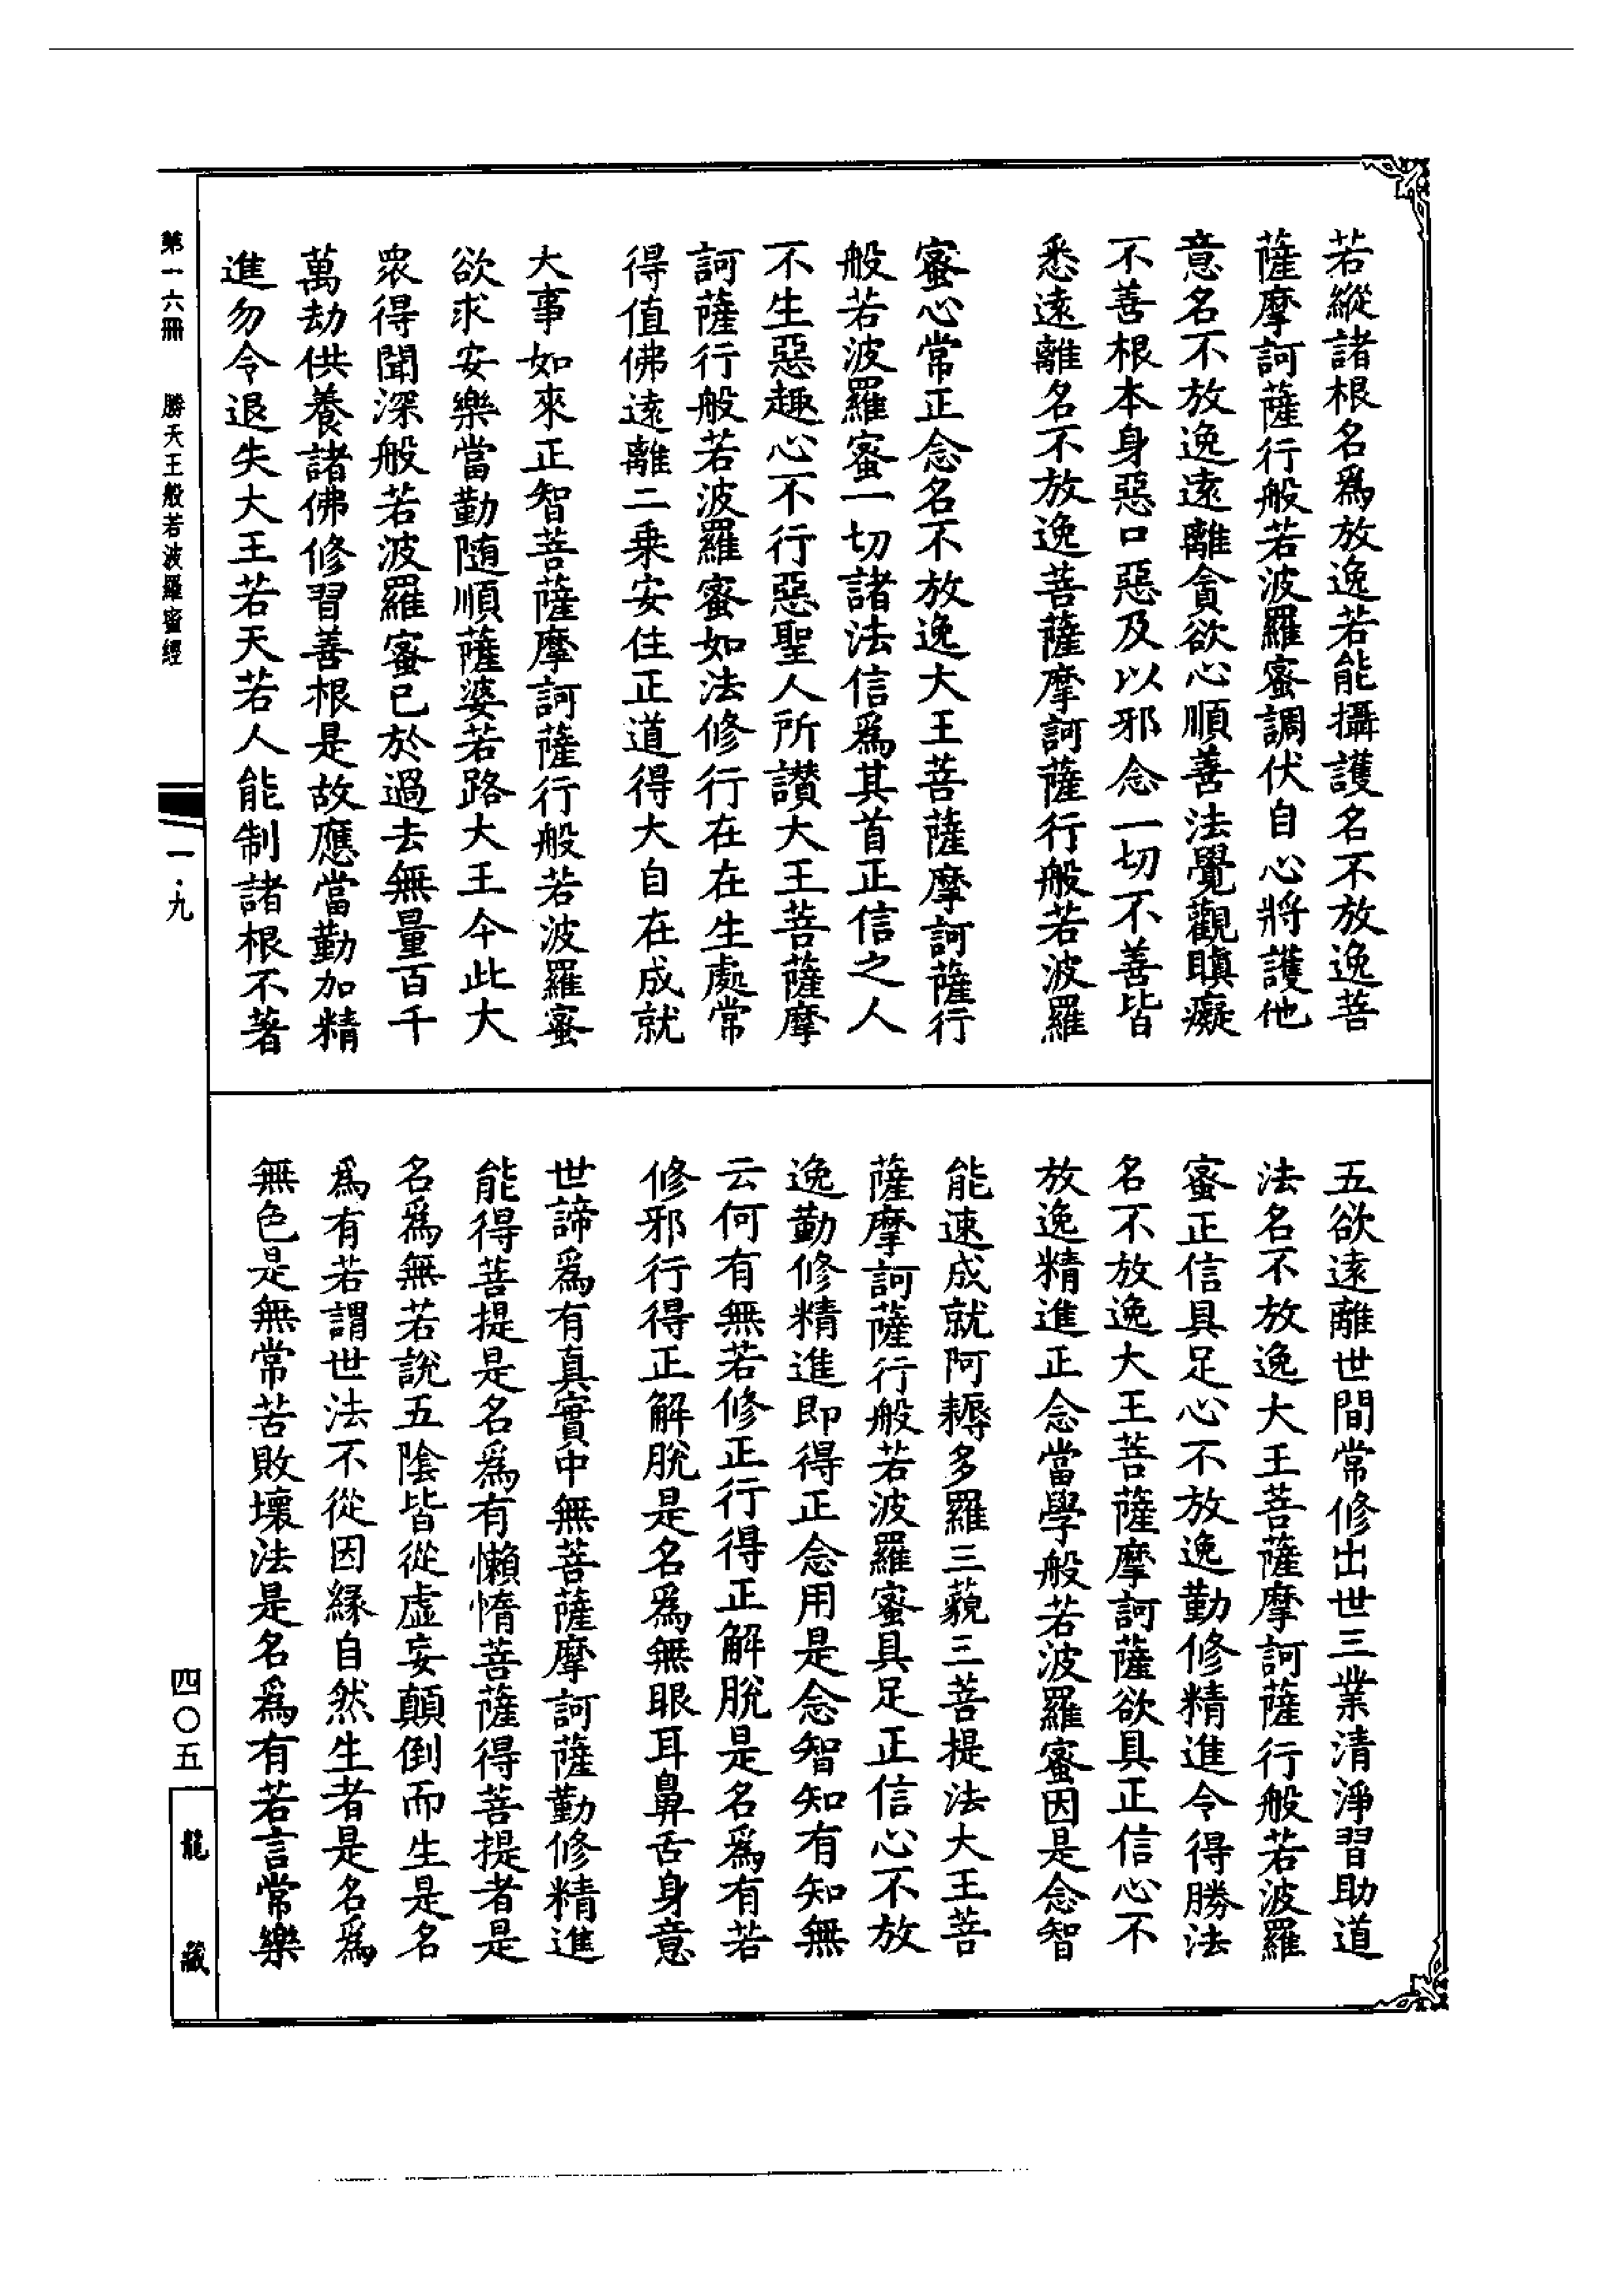 若縱諸根名爲放逸若能攝護名不放逸菩
薩摩訶薩行般若波羅蜜調伏自心將護他
意名不放逸遠離貪欲心順善法覺觀瞋癡
不善根本身惡口惡及以邪念一切不善皆
悉遠離名不放逸菩薩摩訶薩行般若波羅
蜜心常正念名不放逸大王菩薩摩訶薩行
般若波羅蜜一切諸法信爲其首正信之人
不生惡趣心不行惡聖人所讃大王菩薩摩
訶薩行般若波羅蜜如法修行在在生處常
得值佛遠離二乗安住正道得大自在成就
大事如來正智菩薩摩訶薩行般若波羅蜜
欲求安樂當勤随順薩婆若路大王今此大
衆得聞深般若波羅蜜已於過去無量百千
萬劫供養諸佛修習善根是故應當勤加精
進勿令退失大王若天若人能制諸根不著
五欲遠離世間常修出世三業清淨習助道
法名不放逸大王菩薩摩訶薩行般若波羅
蜜正信具足心不放逸勤修精進令得勝法
名不放逸大王菩薩摩訶薩欲具正信心不
放逸精進正念當學般若波羅蜜因是念智
能速成就阿耨多羅三藐三菩提法大王菩
薩摩訶薩行般若波羅蜜具足正信心不放
逸勤修精進即得正念用是念智知有知無
云何有無若修正行得正解脫是名爲有若
修邪行得正解脫是名爲無眼耳鼻舌身意
世諦爲有真實中無菩薩摩訶薩勤修精進
能得菩提是名爲有懶惰菩薩得菩提者是
名爲無若說五陰皆從虛妄顛倒而生是名
爲有若謂世法不從因緣自然生者是名爲
無色是無常苦敗壞法是名爲有若言常樂
第一六冊 勝天王般若波羅蜜經
一·九
四〇五
龍藏